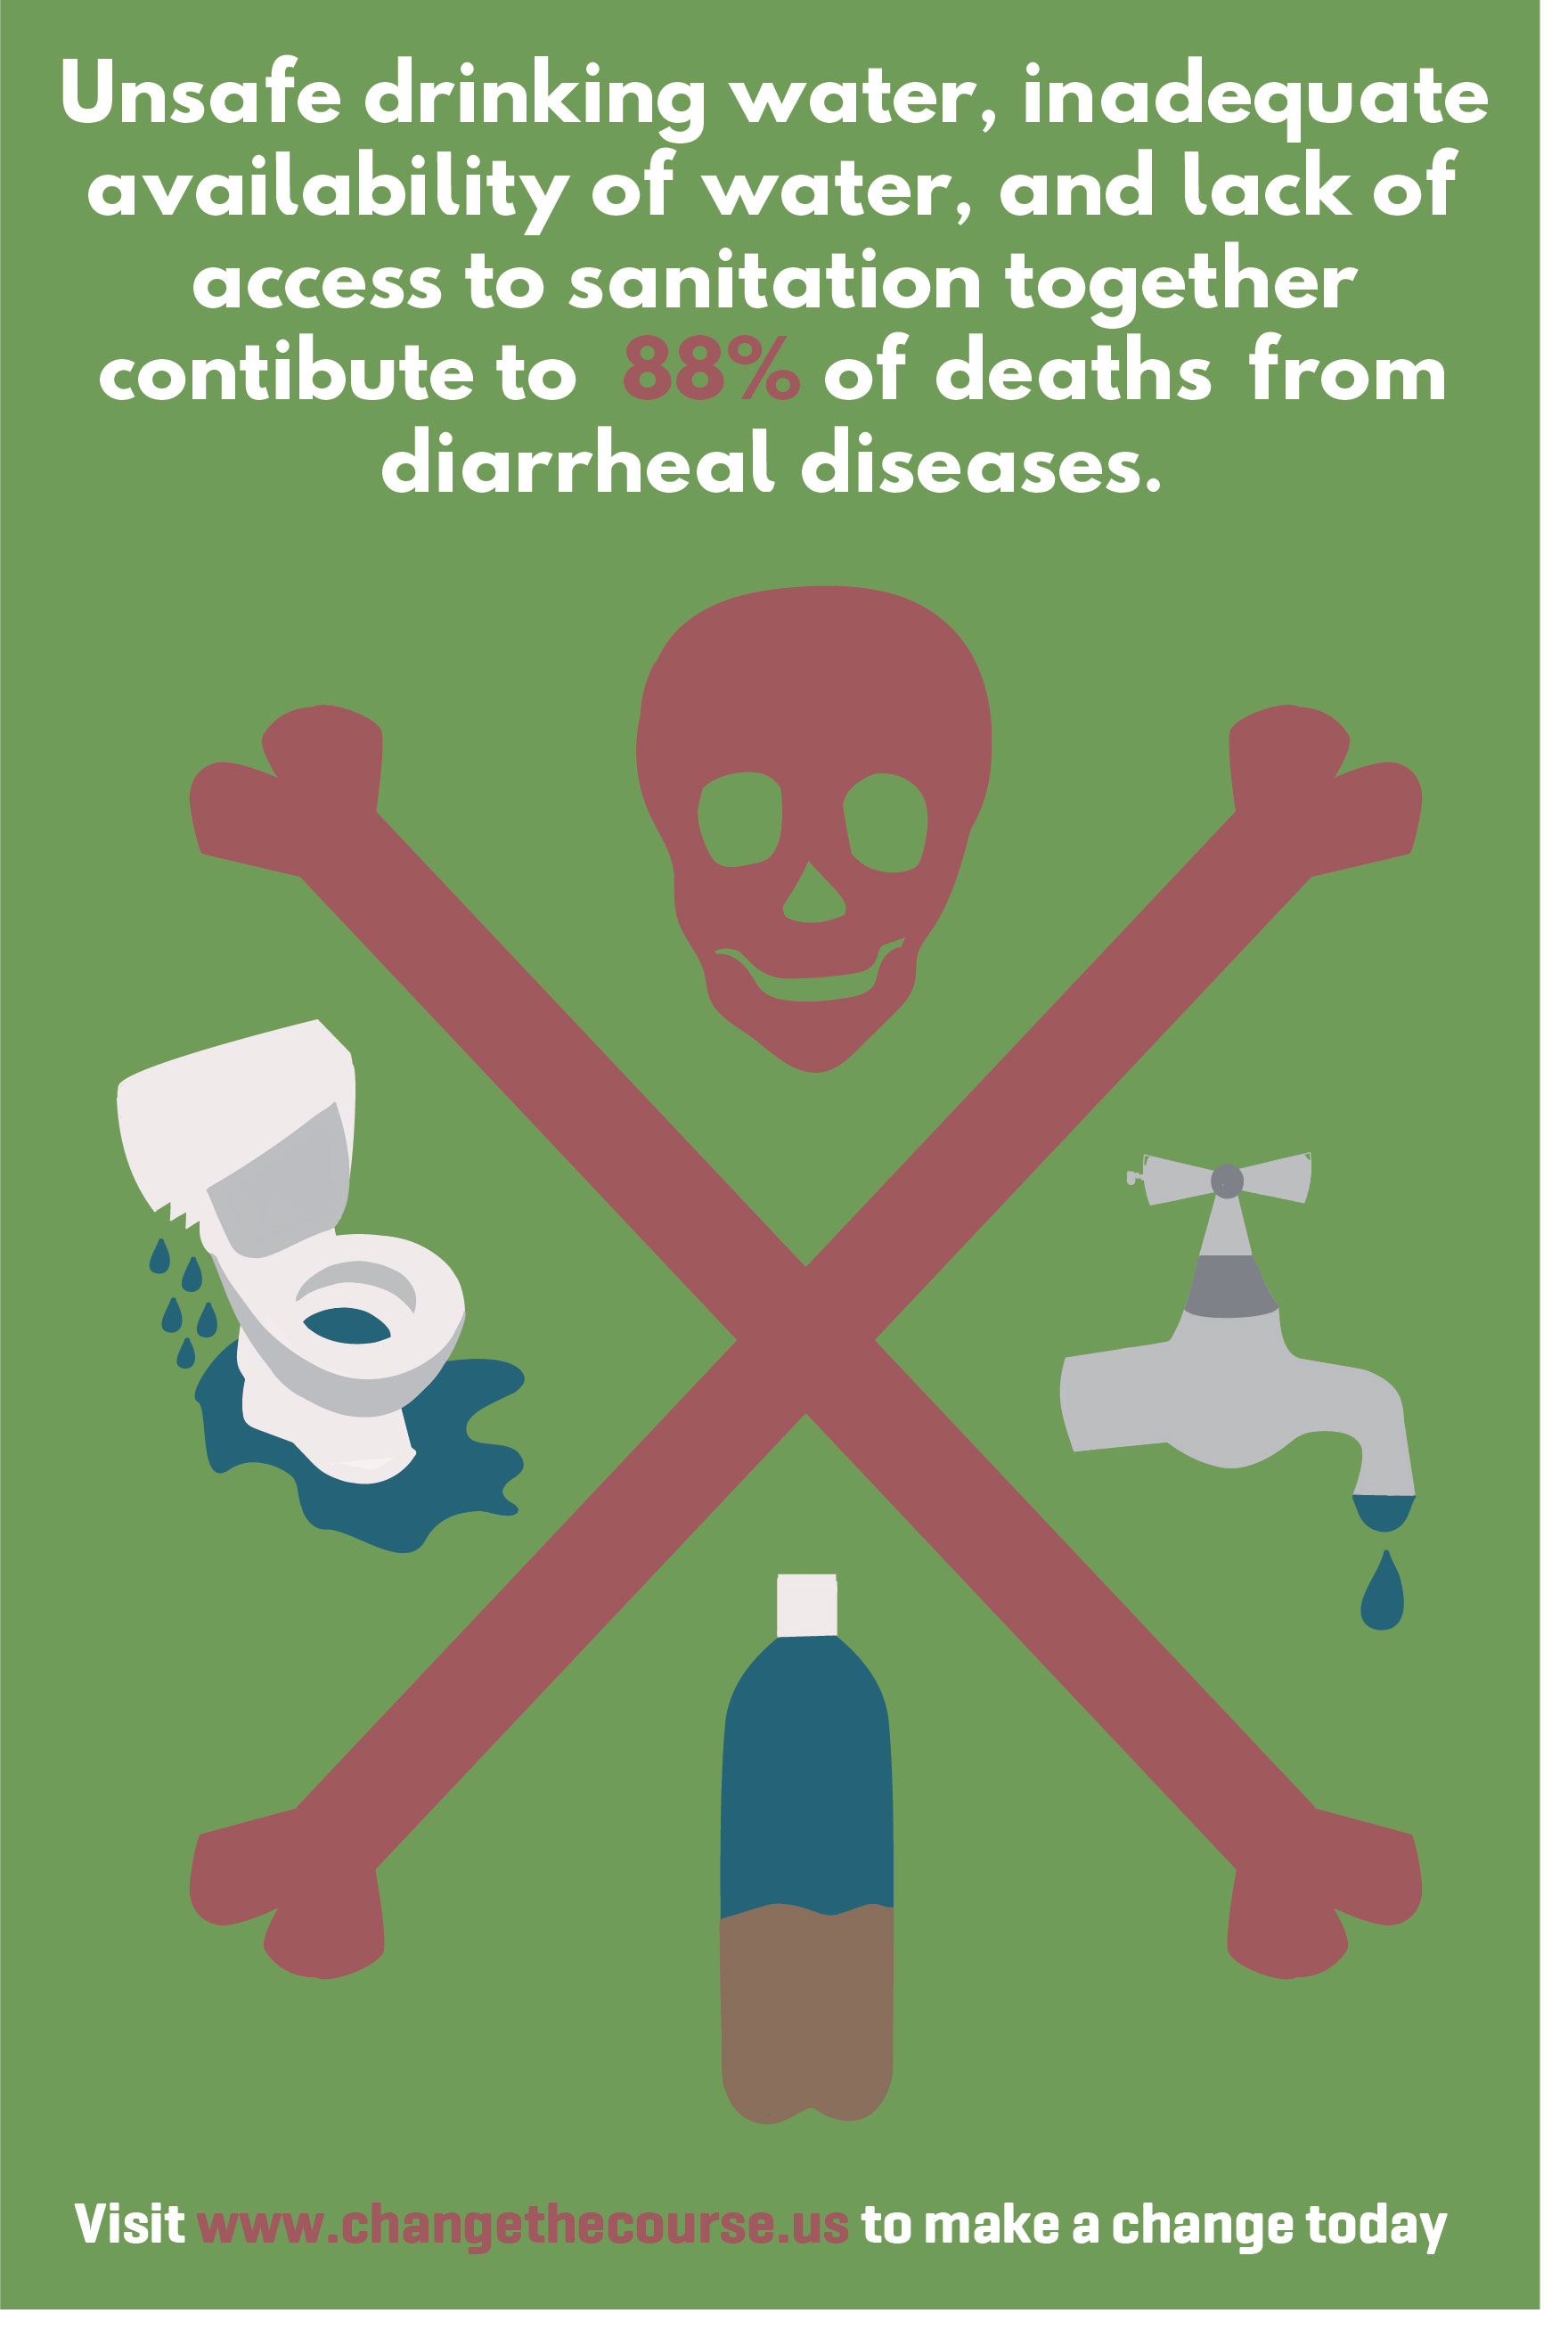 Unsafe drinking water, inadequate
availability of water, and lack of
access to sanitation together
contibute to 88% of deaths from
diarrheal diseases.
Visit www.changethecourse.us to make a change today